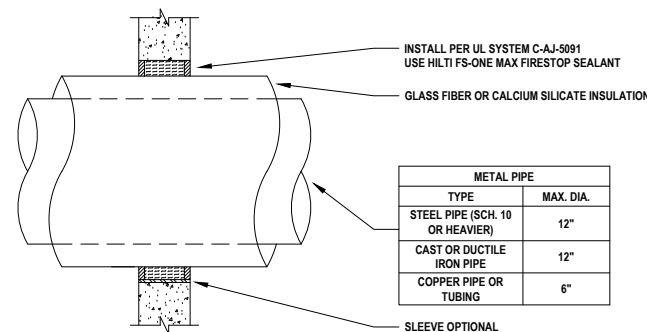 INSTALL PER UL SYSTEM C-AJ-5091
USE HILTI FS-ONE MAX FIRESTOP SEALANT
GLASS FIBER OR CALCIUM SILICATE INSULATION
METAL PIPE
TYPE MAX. DIA.
STEEL PIPE (SCH. 10
OR HEAVIER) 12"
CAST OR DUCTILE
IRON PIPE 12"
COPPER PIPE OR
TUBING 6"
SLEEVE OPTIONAL